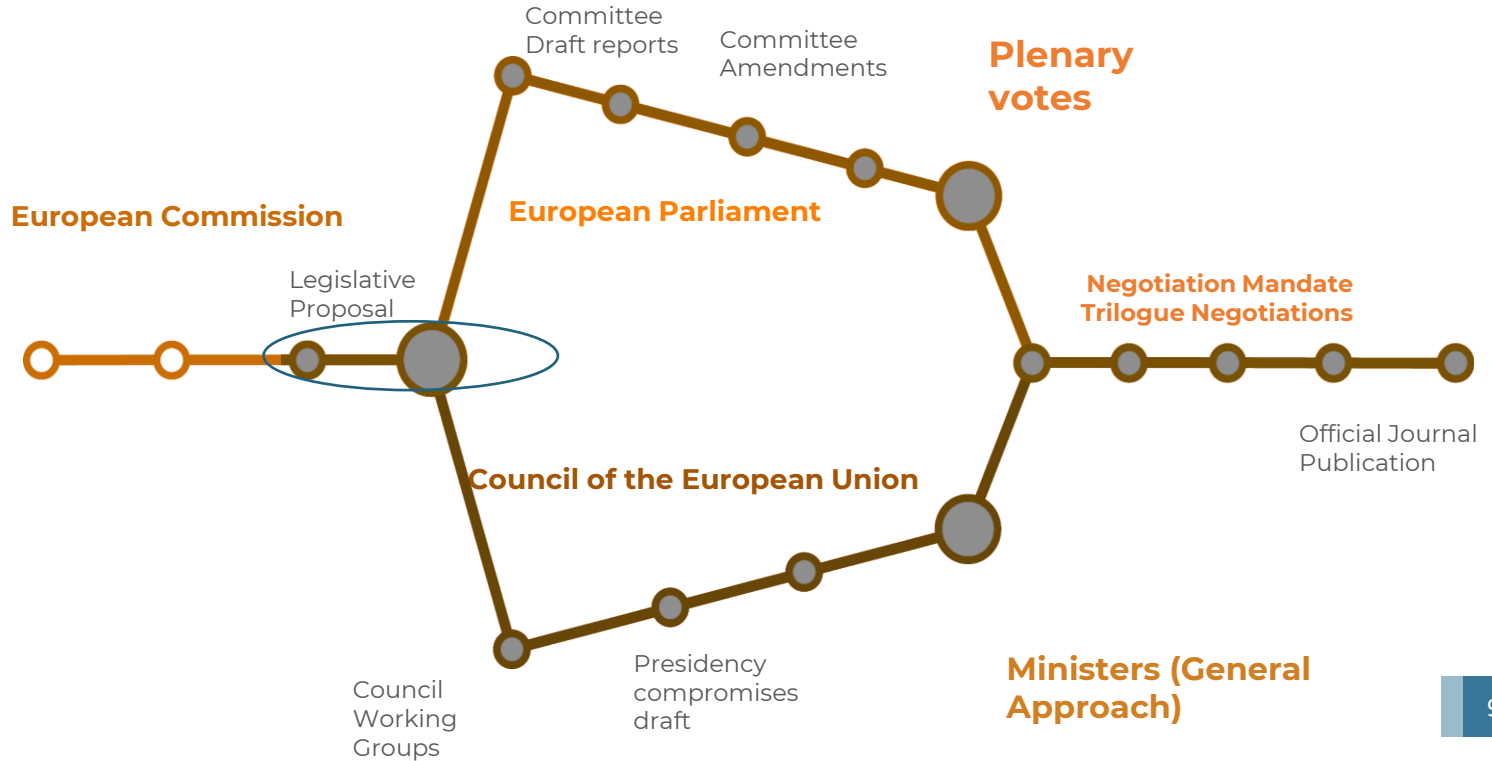 Committee
Draft reports
Committee
Amendments
Plenary
votes
European Commission
European Parliament
Legislative
Proposal
Negotiation Mandate
Trilogue Negotiations
Official Journal
Publication
Council of the European Union
Council
Working
Groups
Presidency
compromises
draft
Ministers (General
Approach)